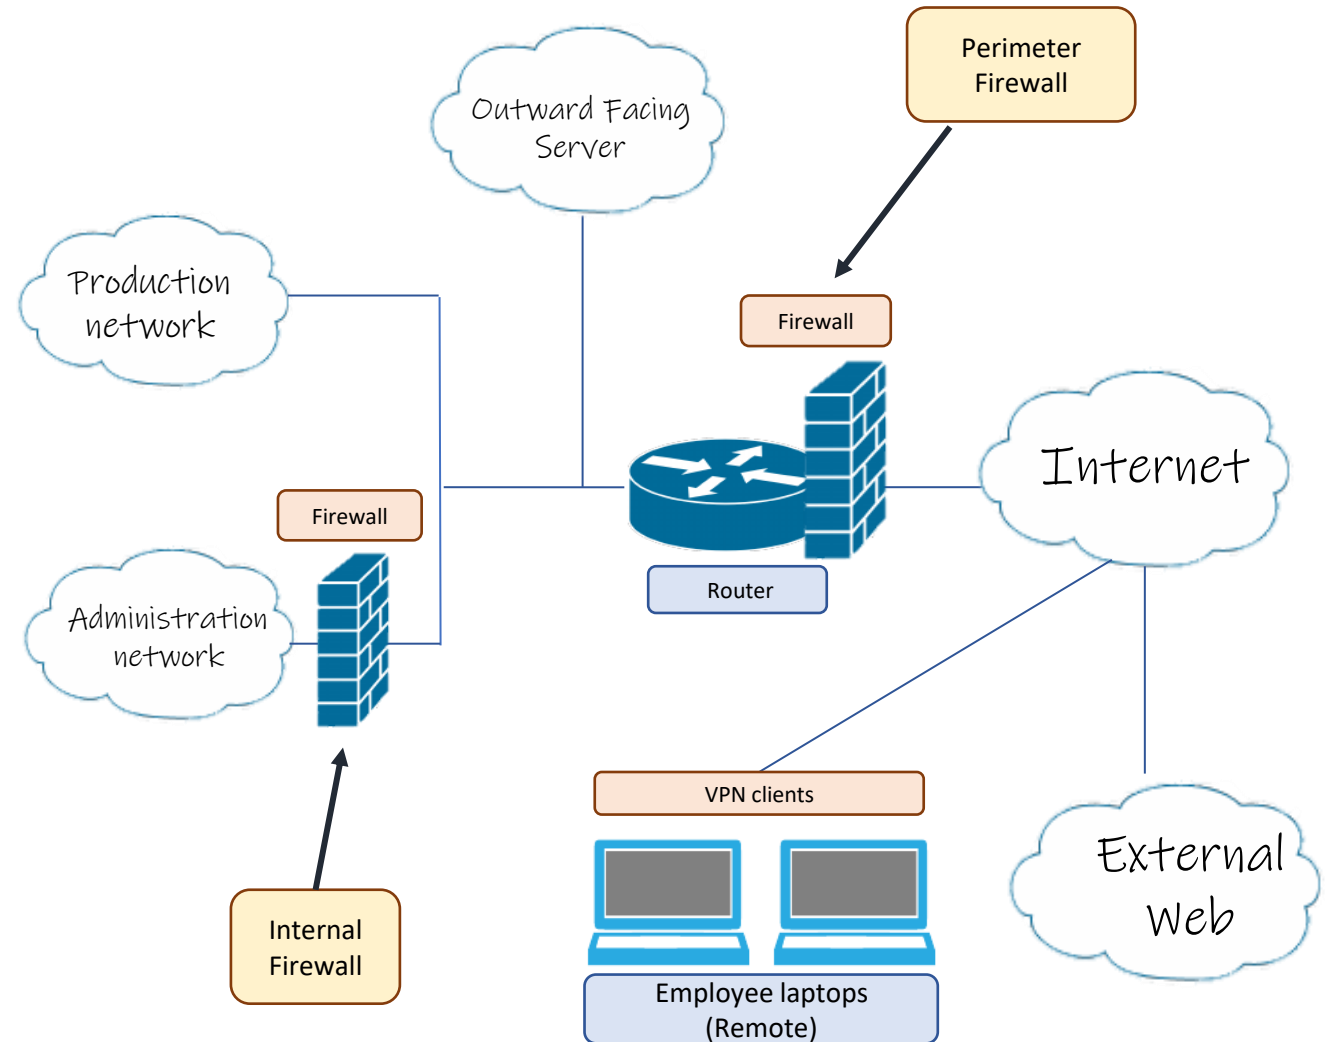 Perimeter
Firewall
Outward Facing
Server
Production
network
Firewall
Internet
Firewall
Router
Administration
network
VPN clients
External
Web
Internal
Firewall
Employee laptops
(Remote)